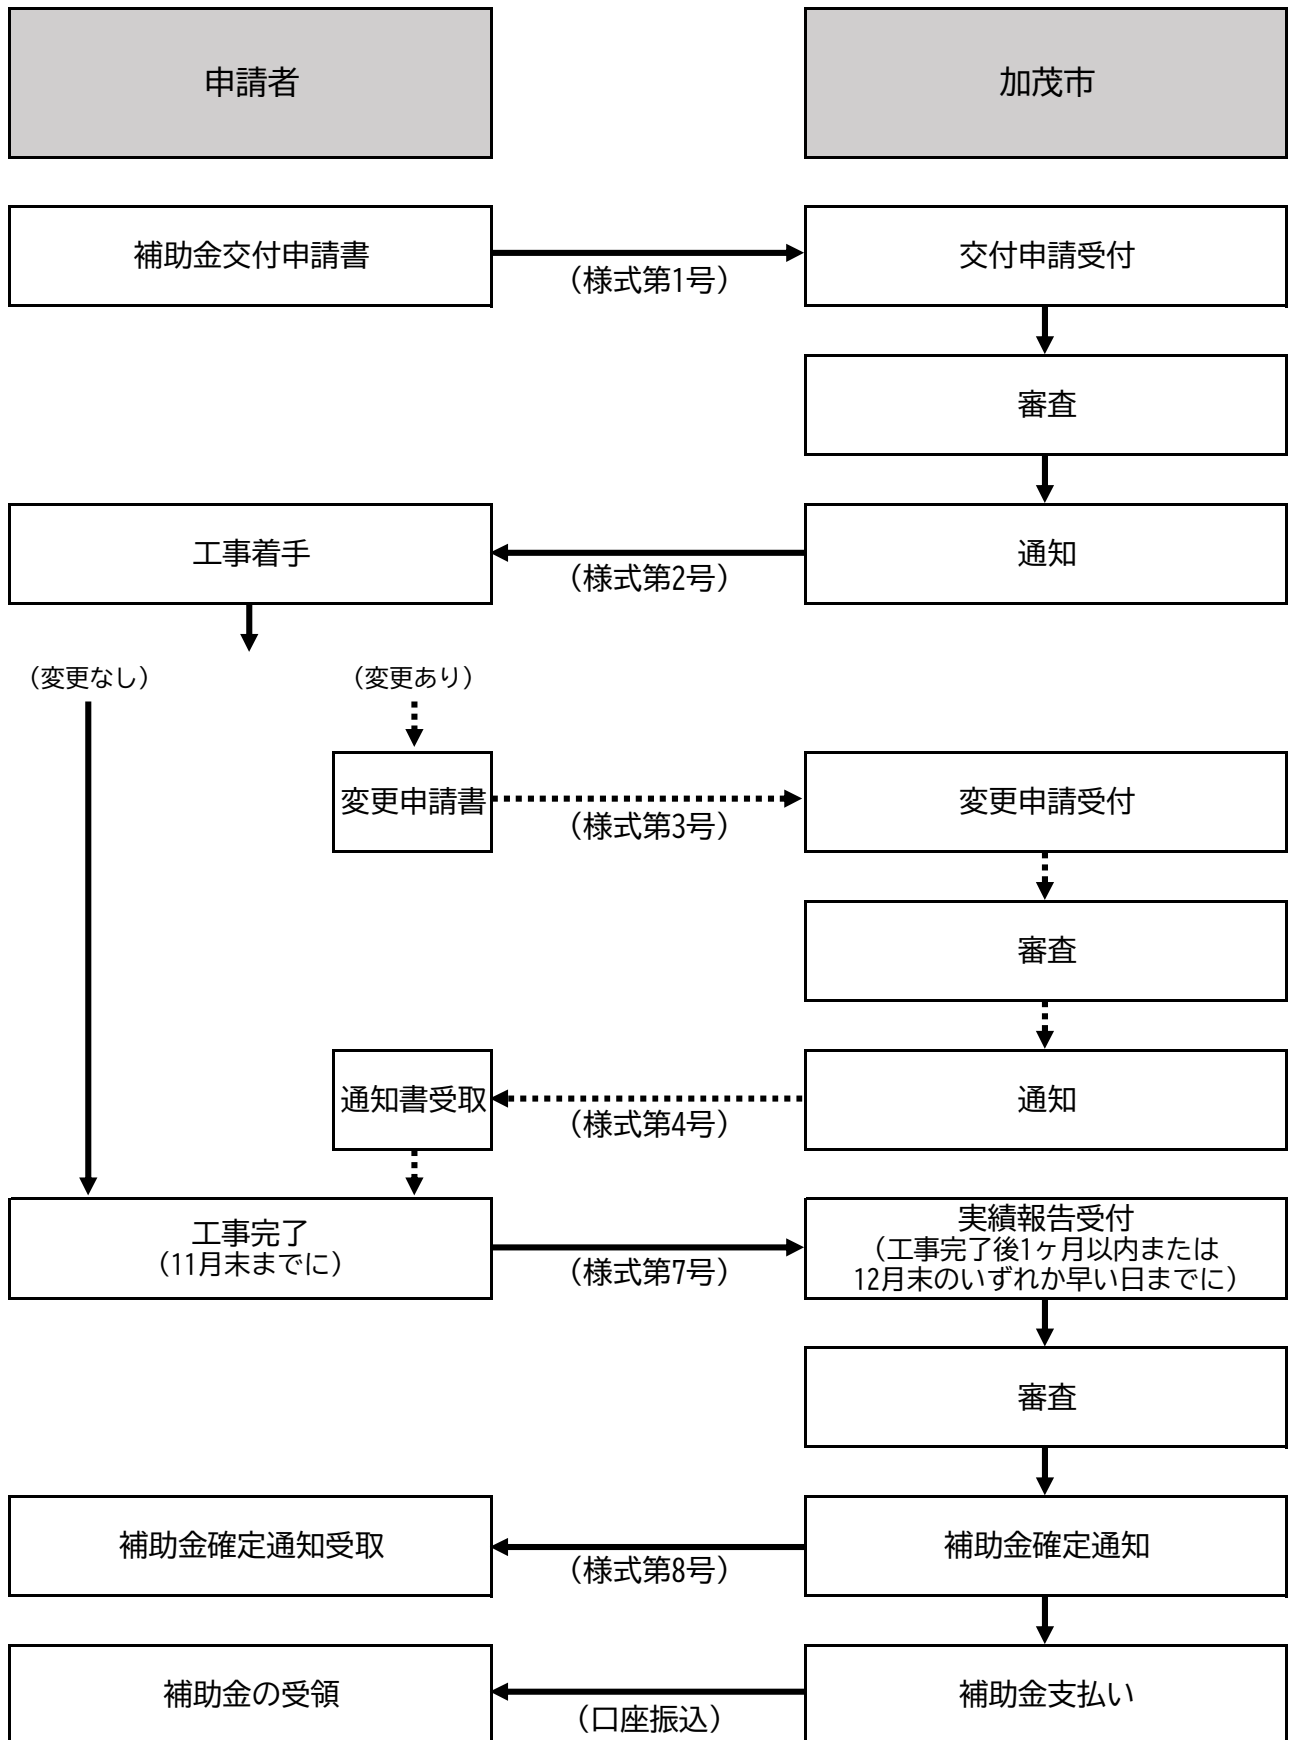 申請者
加茂市
補助金交付申請書
（様式第1号）
交付申請受付
審査
工事着手
（様式第2号）
通知
（変更なし）
（変更あり）
変更申請書
（様式第3号）
変更申請受付
審査
通知書受取
（様式第4号）
通知
工事完了
（11月末までに）
（様式第7号）
実績報告受付
（工事完了後1ヶ月以内または
12月末のいずれか早い日までに）
審査
補助金確定通知受取
（様式第8号）
補助金確定通知
補助金の受領
（口座振込）
補助金支払い